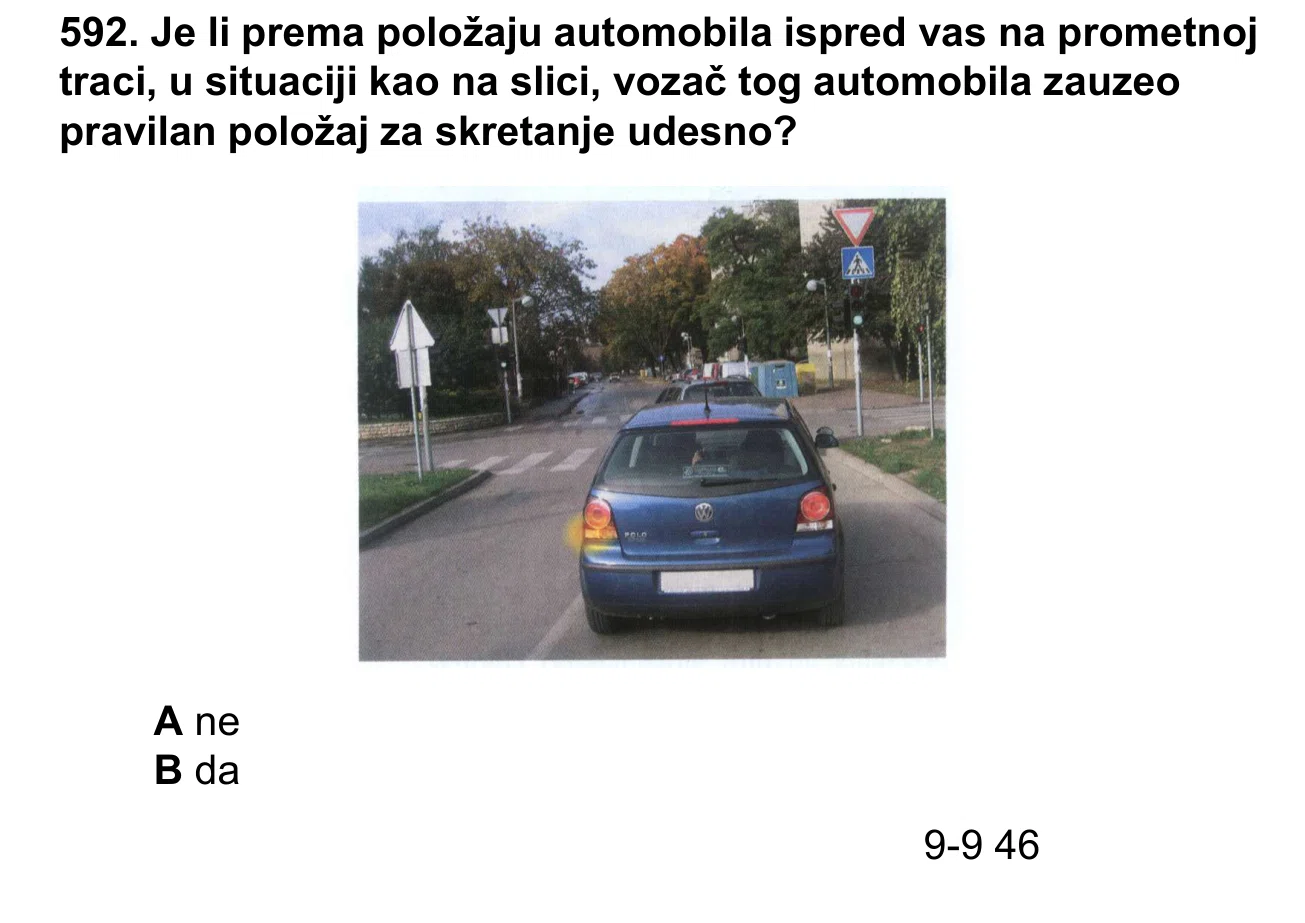 592. Je li prema položaju automobila ispred vas na prometnoj
traci, u situaciji kao na slici, vozač tog automobila zauzeo
pravilan položaj za skretanje udesno?
POLO
A ne
B da
9-9 46